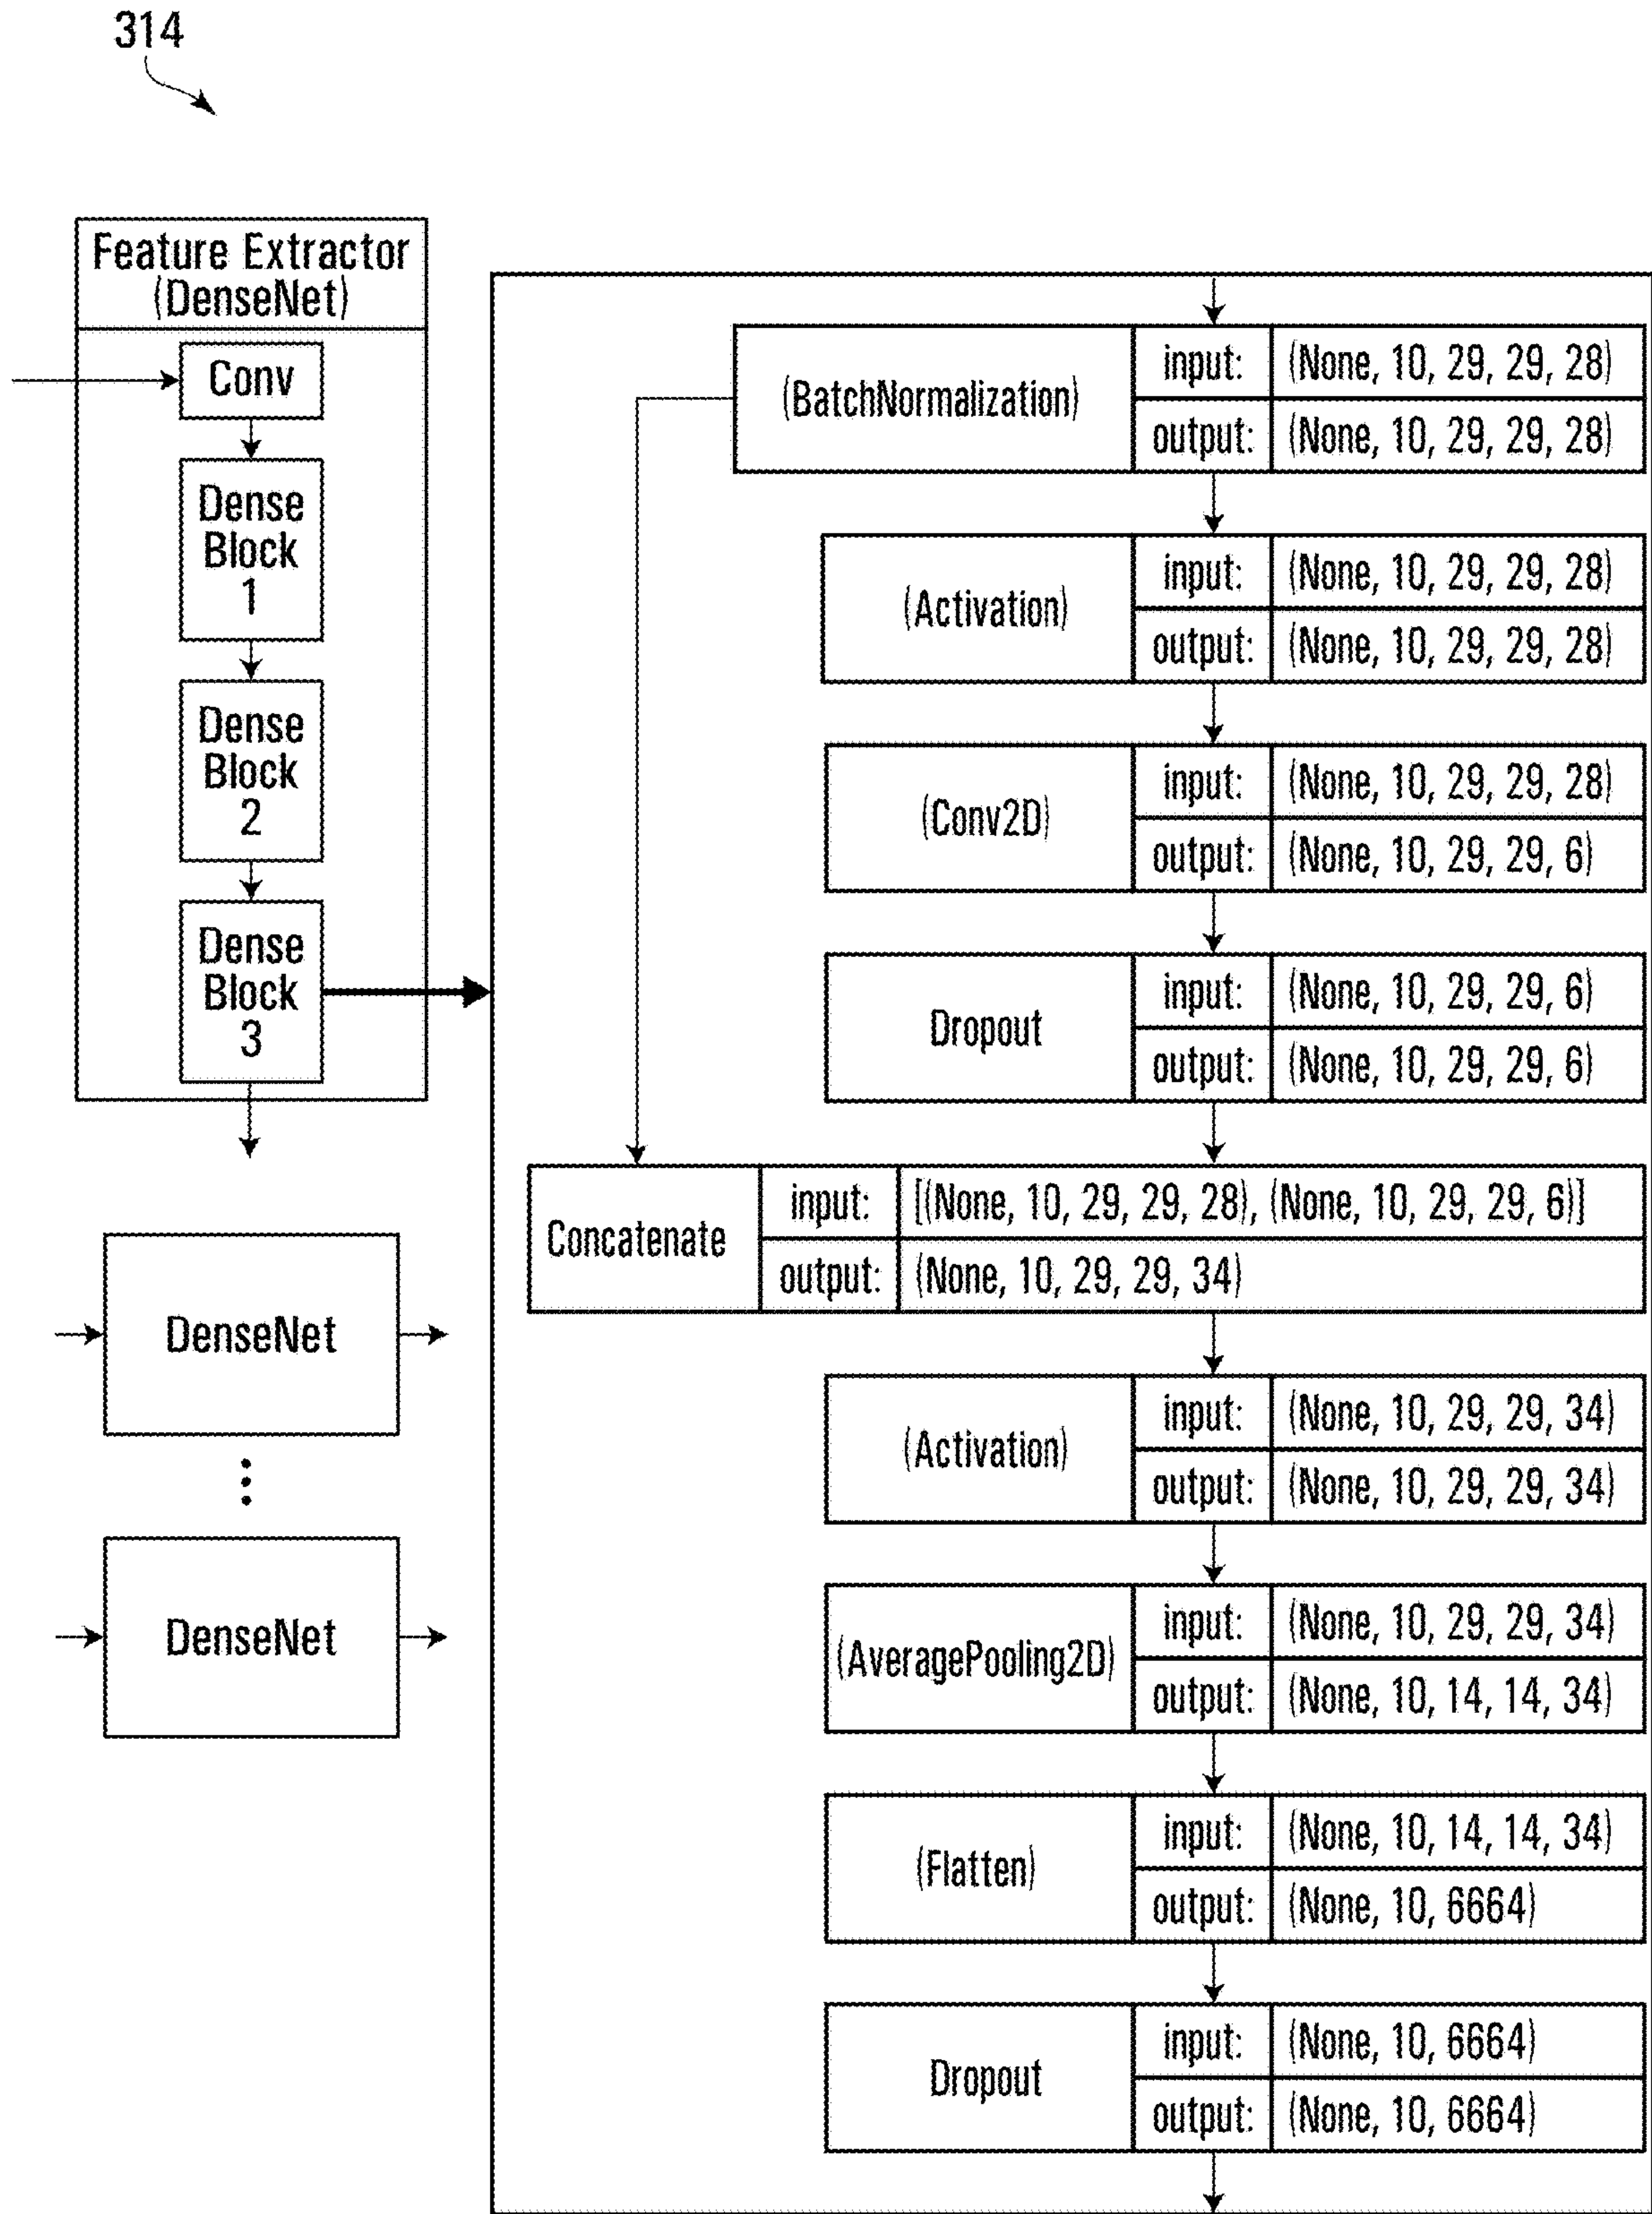 314
Feature Extractor
(DenseNet)
Conv
Dense
Block
1
Dense
Block
2
Dense
Block
3
DenseNet
DenseNet
(BatchNormalization)
input: (None, 10, 29, 29, 28)
output: (None, 10, 29, 29, 28)
(Activation)
input: (None, 10, 29, 29, 28)
output: (None, 10, 29, 29, 28)
(Conv2D)
input: (None, 10, 29, 29, 28)
output: (None, 10, 29, 29, 6)
Dropout
input: (None, 10, 29, 29, 6)
output: (None, 10, 29, 29, 6)
Concatenate
input: [(None, 10, 29, 29, 28), (None, 10, 29, 29, 6)]
output: (None, 10, 29, 29, 34)
(Activation)
input: (None, 10, 29, 29, 34)
output: (None, 10, 29, 29, 34)
(AveragePooling2D)
input: (None, 10, 29, 29, 34)
output: (None, 10, 14, 14, 34)
(Flatten)
input: (None, 10, 14, 14, 34)
output: (None, 10, 6664)
Dropout
input: (None, 10, 6664)
output: (None, 10, 6664)